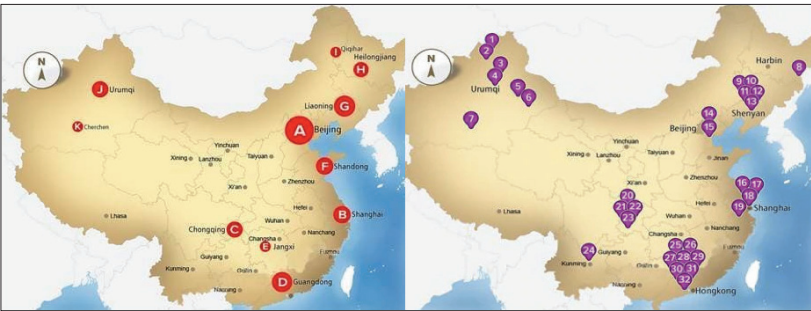 N
I Qiqihar
Heilongjiang
H
J Urumqi
Liaoning G
K Cherchen
A Beijing
Yinchuan
Xining
Lanzhou
Taiyuan
F Shandong
Xi'an
Zhenzhou
Lhasa
Hefei
B Shanghai
Chongqing C
Wuhan
Changsha
Nanchang
E Jangxi
Guiyang
Kunming
D Guangdong
Nanning
N
1
2
3
4
Urumqi
5
6
7
Harbin
8
9 10
11 12
13
Shenyan
14
Beijing 15
Yinchuan
Xining
Lanzhou
Taiyuan
Jinan
Xi'an
Zhenzhou
16 17
18
19 Shanghai
20
21 22
23
Lhasa
Hefei
Wuhan
Nanchang
Changsha
24
Kunming
Guiyang
25 26
27 28 29
30 31
32
Nanning
Hongkong